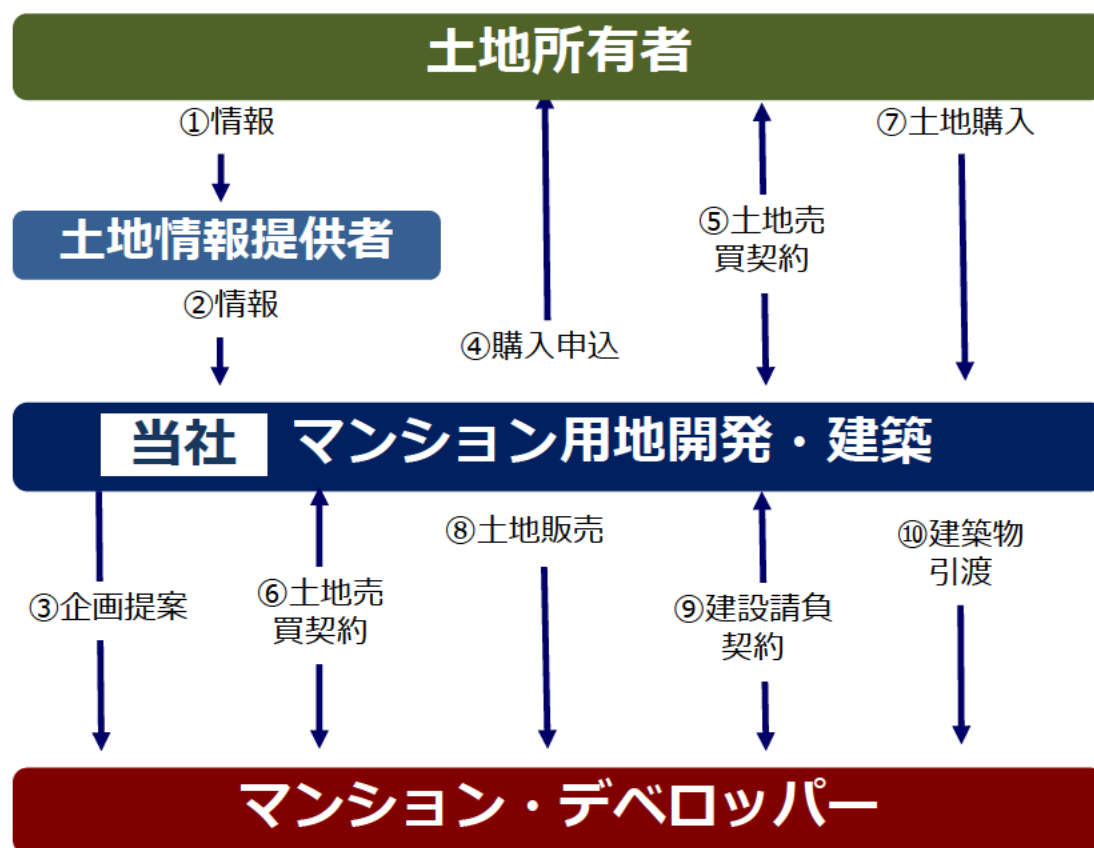 土地所有者
①情報
⑦土地購入
土地情報提供者
⑤土地売
買契約
②情報
④購入申込
当社 マンション用地開発・建築
⑧土地販売
⑩建築物
引渡
③企画提案
⑥土地売
買契約
⑨建設請負
契約
マンション・デベロッパー